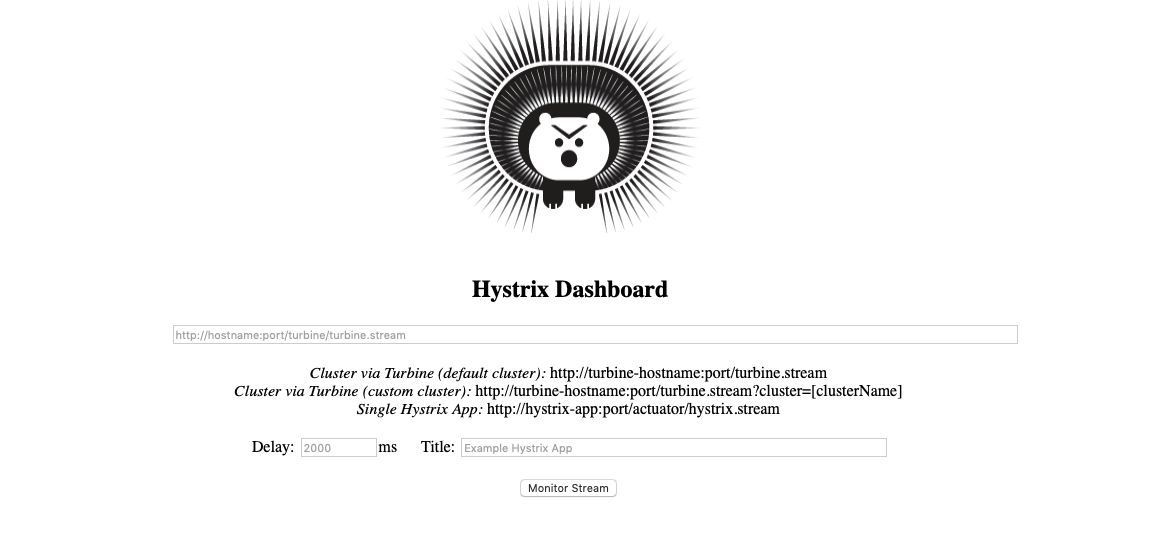 Hystrix Dashboard
http://hostname:port/turbine/turbine.stream
Cluster via Turbine (default cluster): http://turbine-hostname:port/turbine.stream
Cluster via Turbine (custom cluster): http://turbine-hostname:port/turbine.stream?cluster=[clusterName]
Single Hystrix App: http://hystrix-app:port/actuator/hystrix.stream
Delay: 2000 ms Title: Example Hystrix App
Monitor Stream